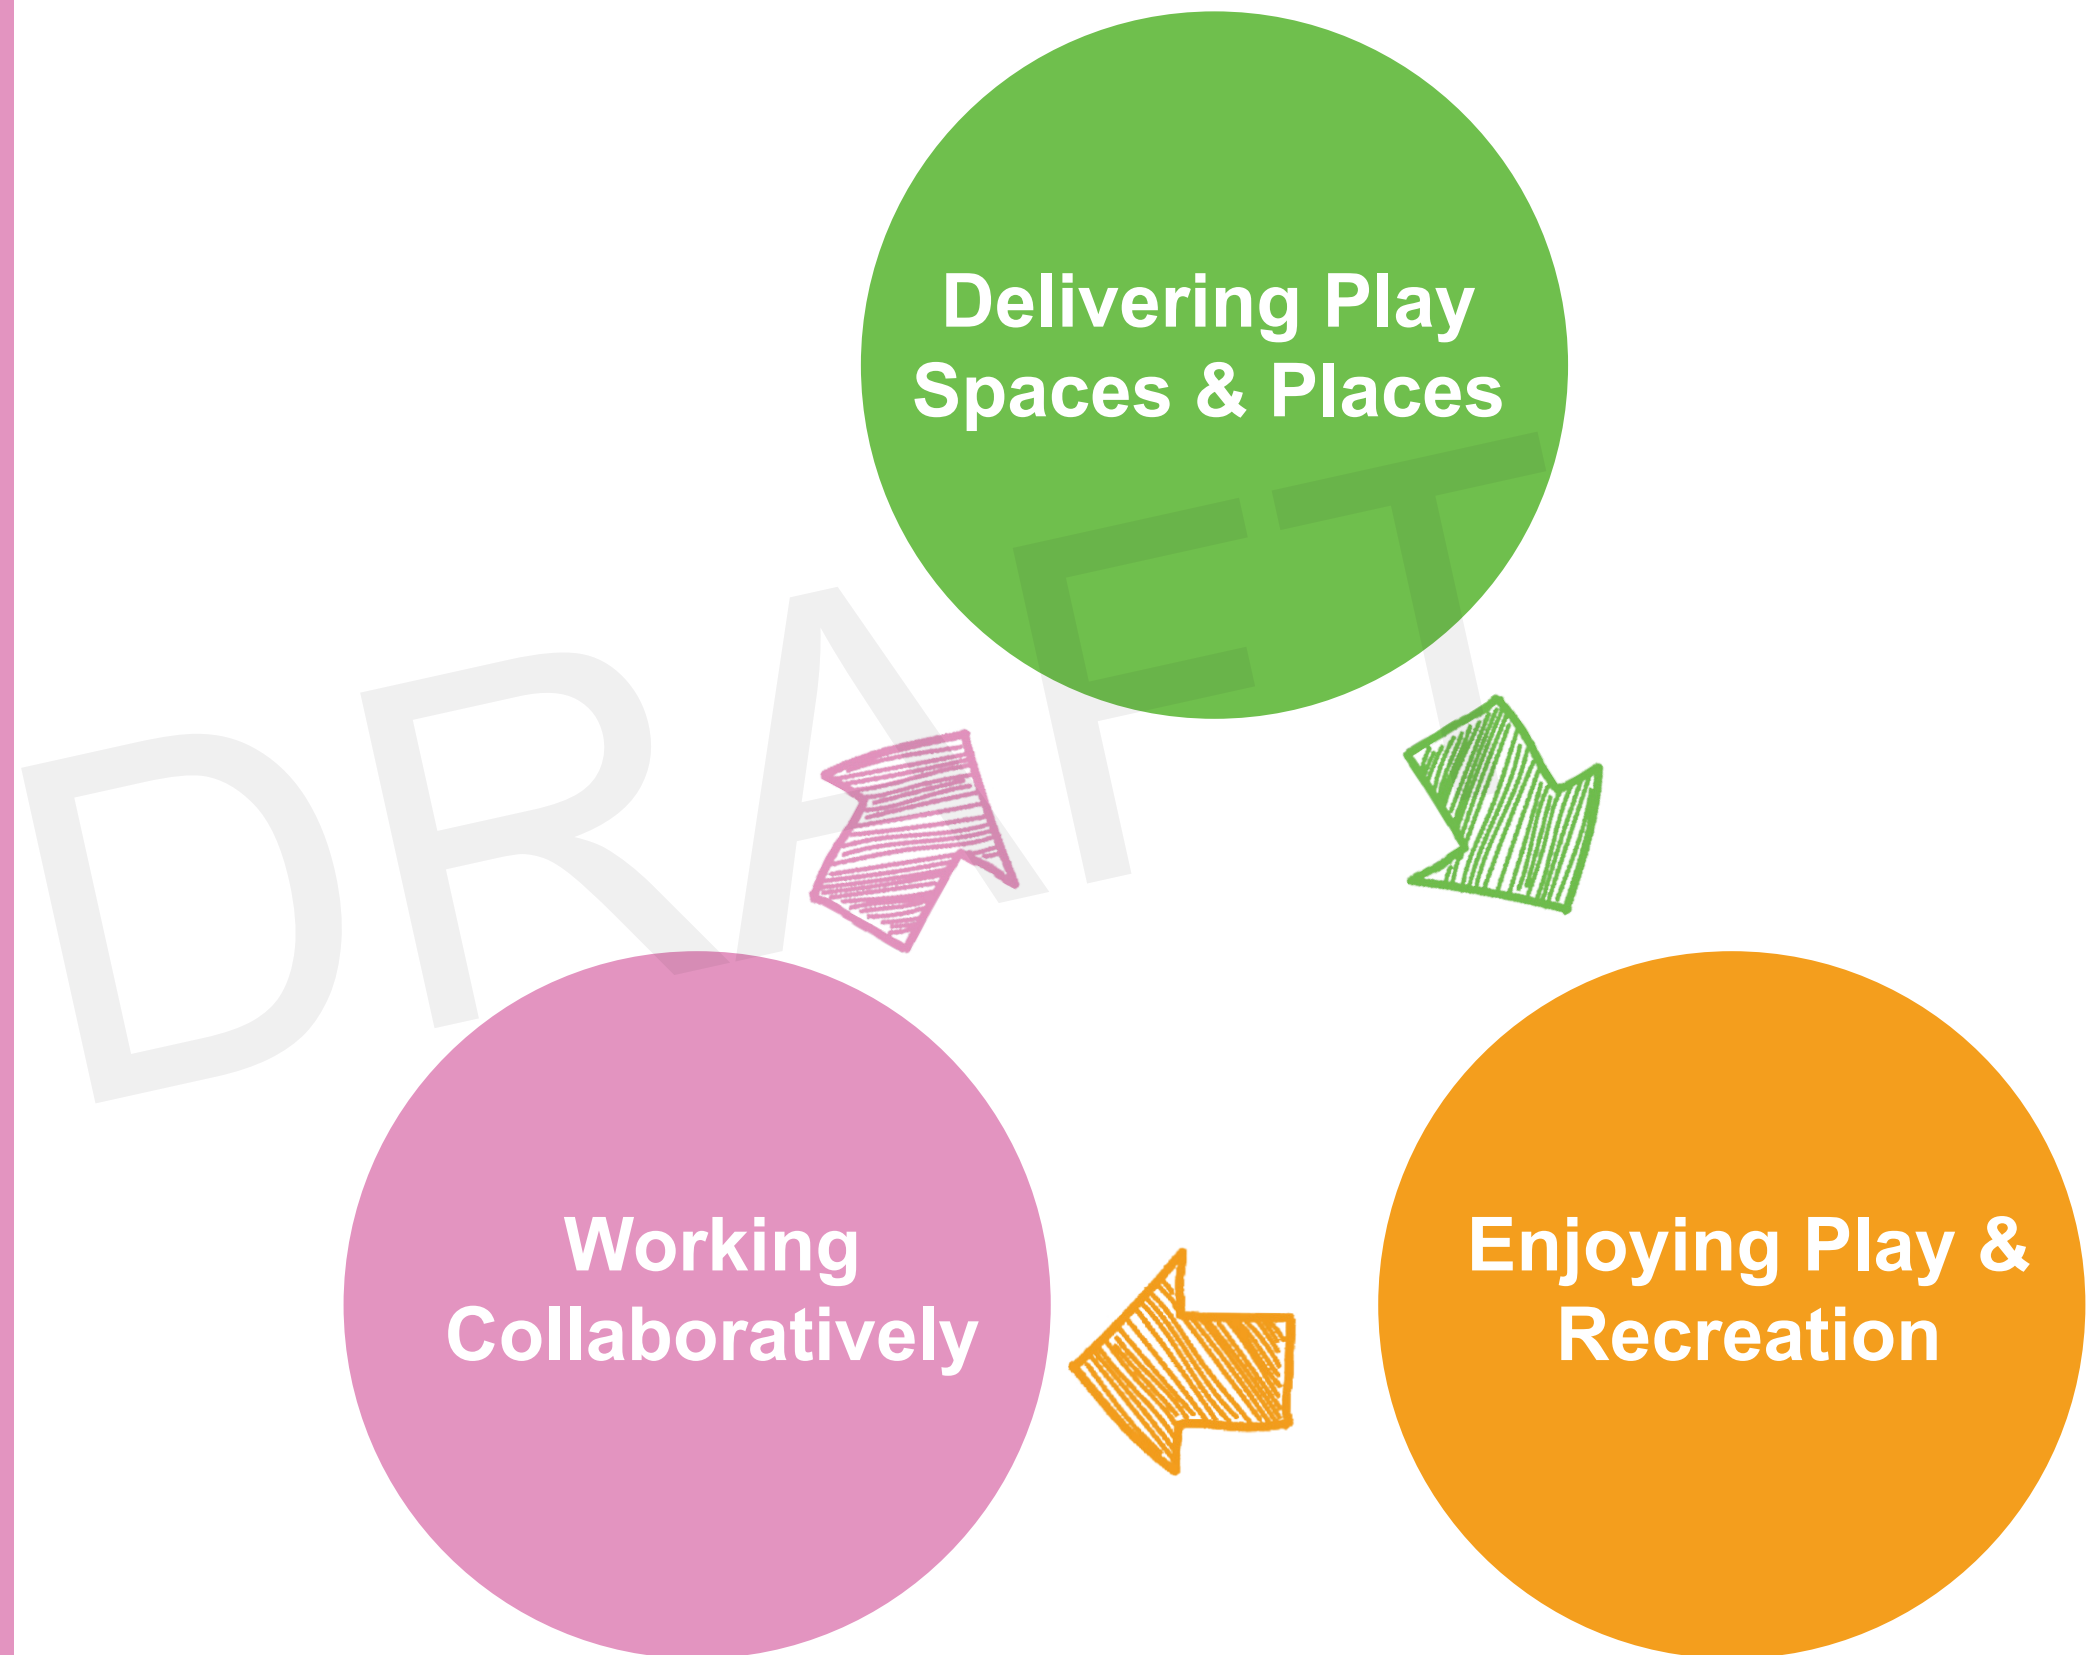 Delivering Play
Spaces & Places
DRAFT
Working
Collaboratively
Enjoying Play &
Recreation